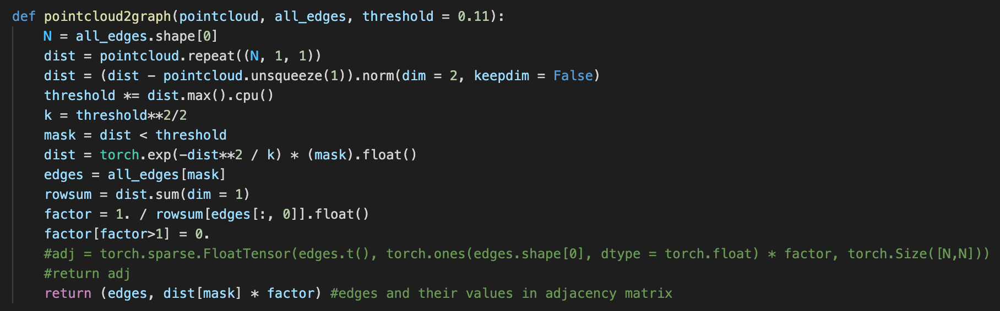 def pointcloud2graph(pointcloud, all_edges, threshold = 0.11):
    N = all_edges.shape[0]
    dist = pointcloud.repeat((N, 1, 1))
    dist = (dist - pointcloud.unsqueeze(1)).norm(dim = 2, keepdim = False)
    threshold *= dist.max().cpu()
    k = threshold**2/2
    mask = dist < threshold
    dist = torch.exp(-dist**2 / k) * (mask).float()
    edges = all_edges[mask]
    rowsum = dist.sum(dim = 1)
    factor = 1. / rowsum[edges[:, 0]].float()
    factor[factor>1] = 0.
    #adj = torch.sparse.FloatTensor(edges.t(), torch.ones(edges.shape[0], dtype = torch.float) * factor, torch.Size([N,N]))
    #return adj
    return (edges, dist[mask] * factor) #edges and their values in adjacency matrix